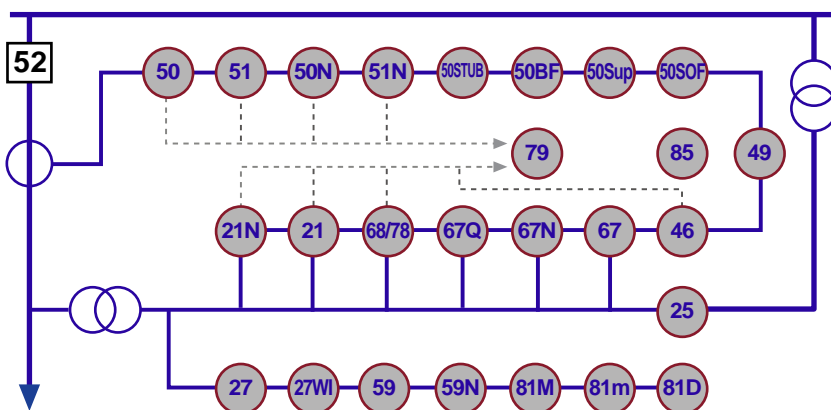 52
50 51 50N 51N 50STUB 50BF 50Sup 50SOF
79 85 49
21N 21 68/78 67Q 67N 67 46
25
27 27WI 59 59N 81M 81m 81D